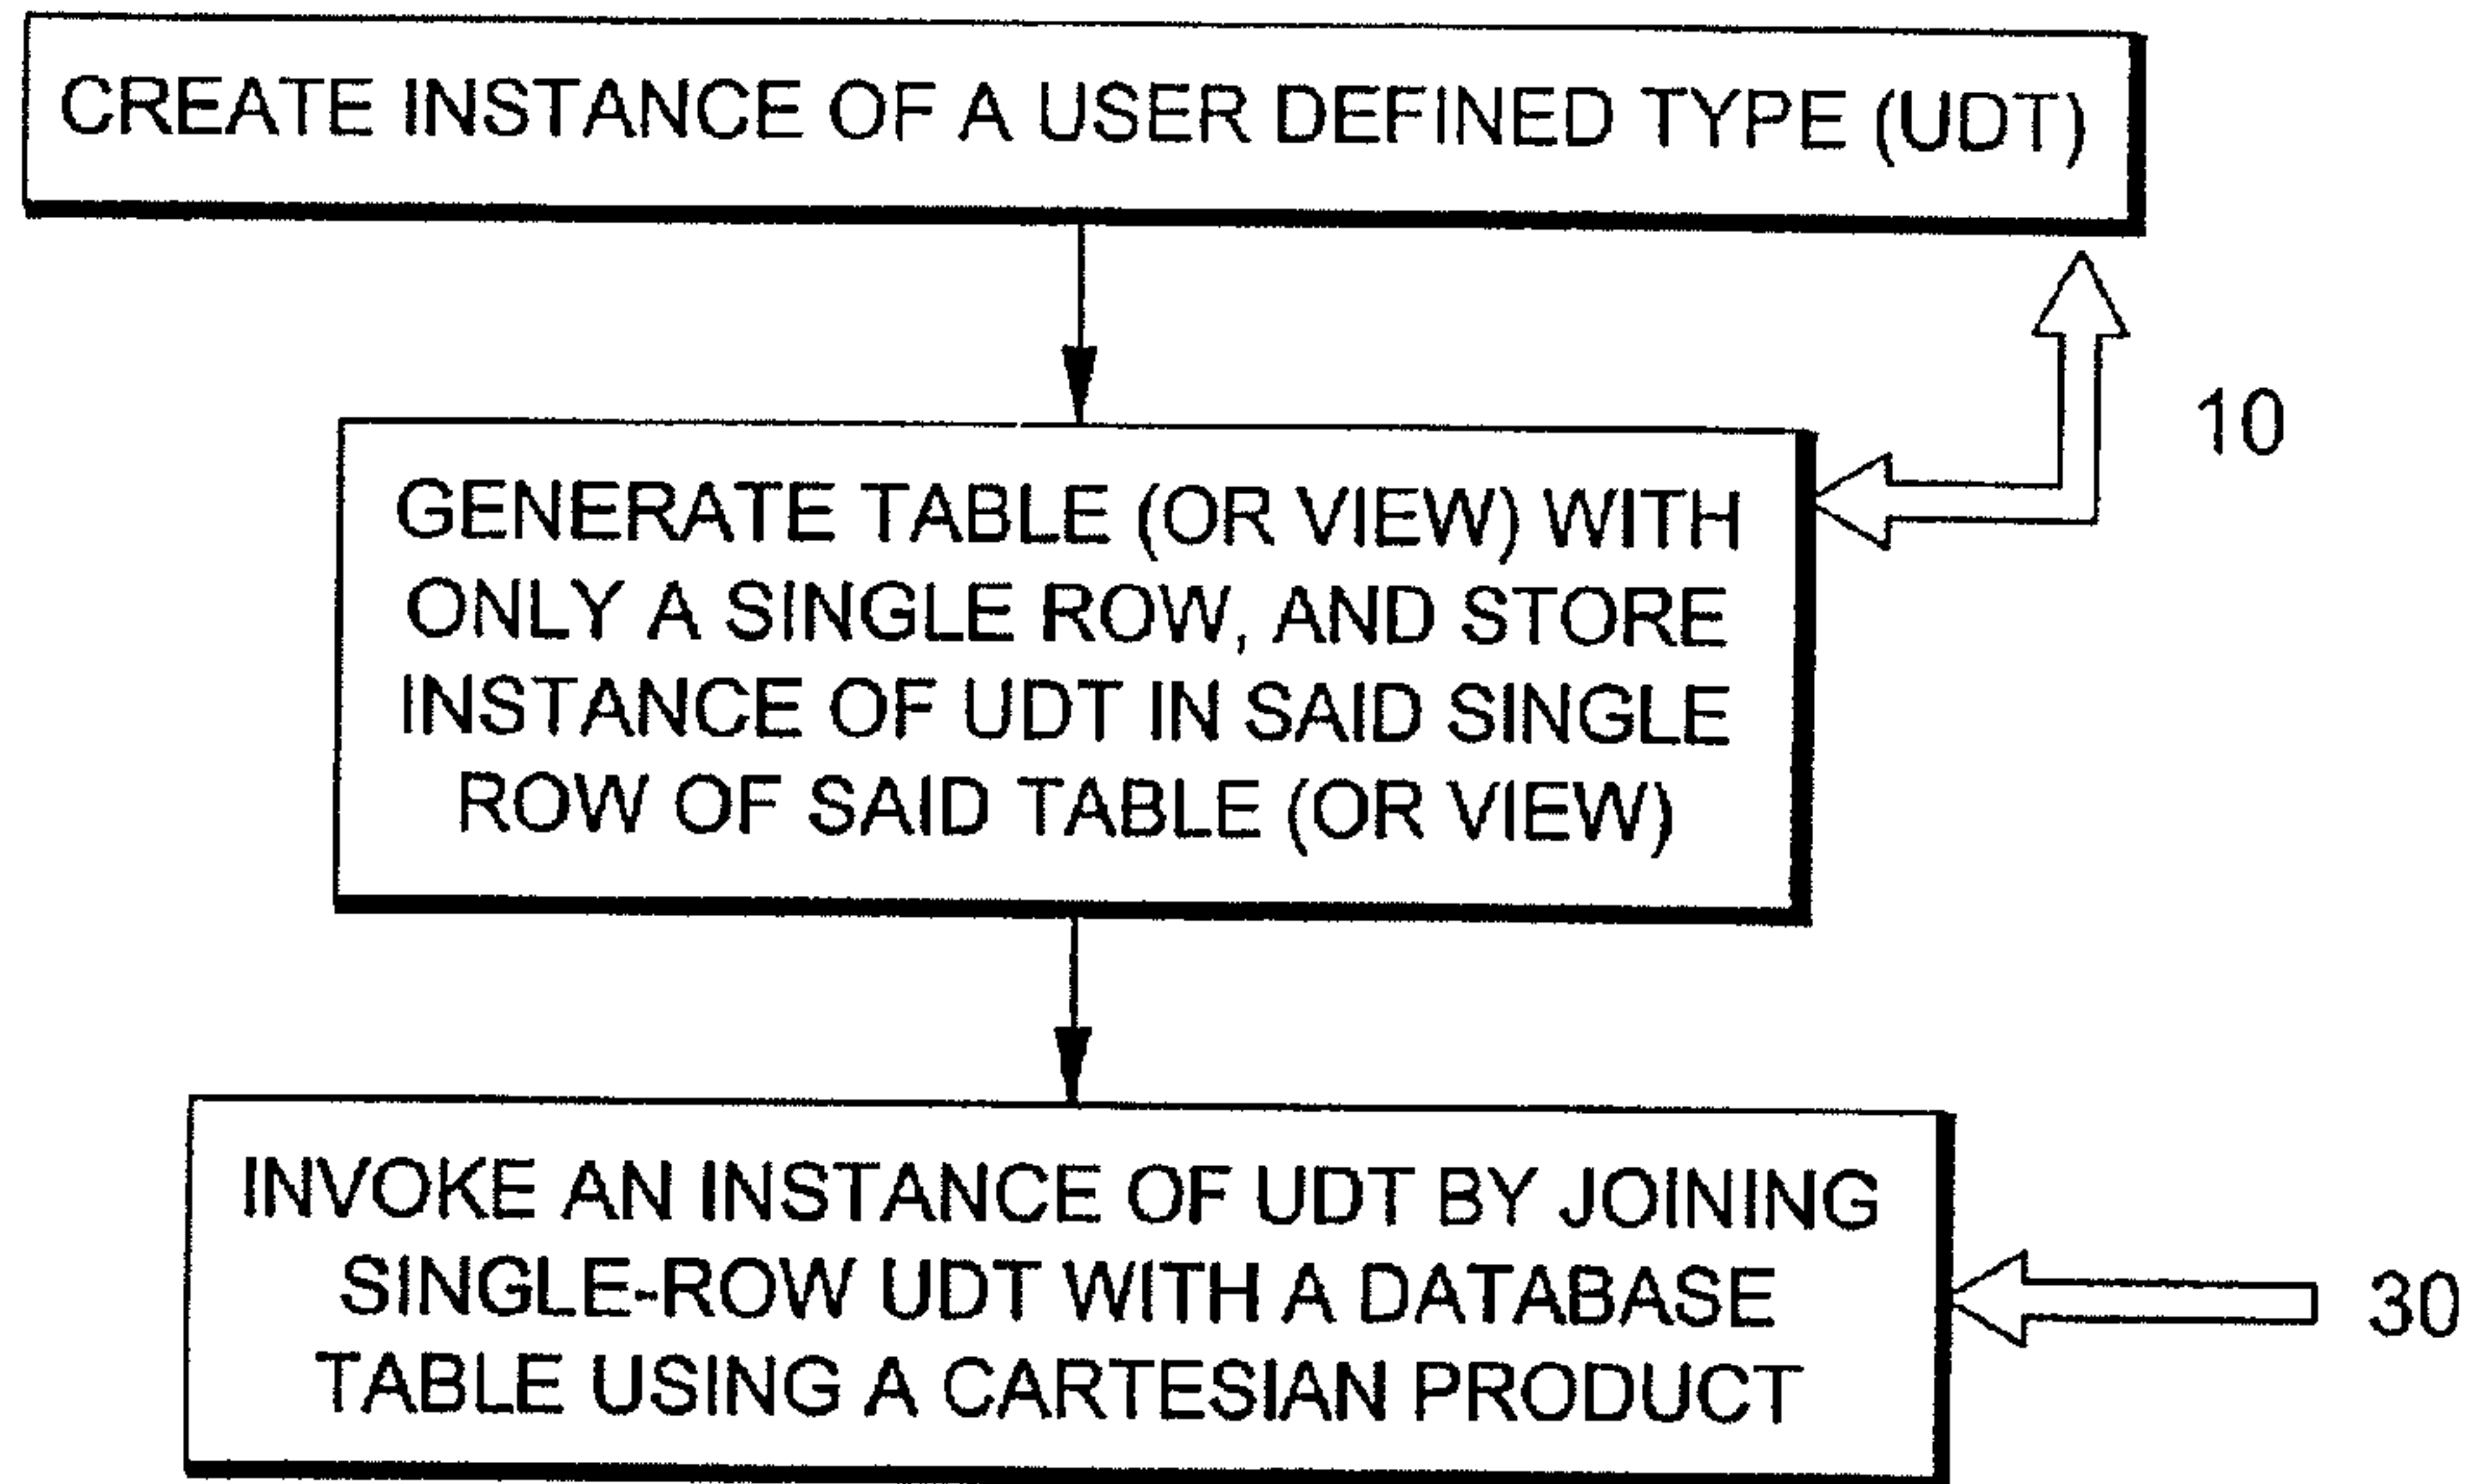 CREATE INSTANCE OF A USER DEFINED TYPE (UDT)
10
GENERATE TABLE (OR VIEW) WITH
ONLY A SINGLE ROW, AND STORE
INSTANCE OF UDT IN SAID SINGLE
ROW OF SAID TABLE (OR VIEW)
INVOKE AN INSTANCE OF UDT BY JOINING
SINGLE-ROW UDT WITH A DATABASE
TABLE USING A CARTESIAN PRODUCT
30